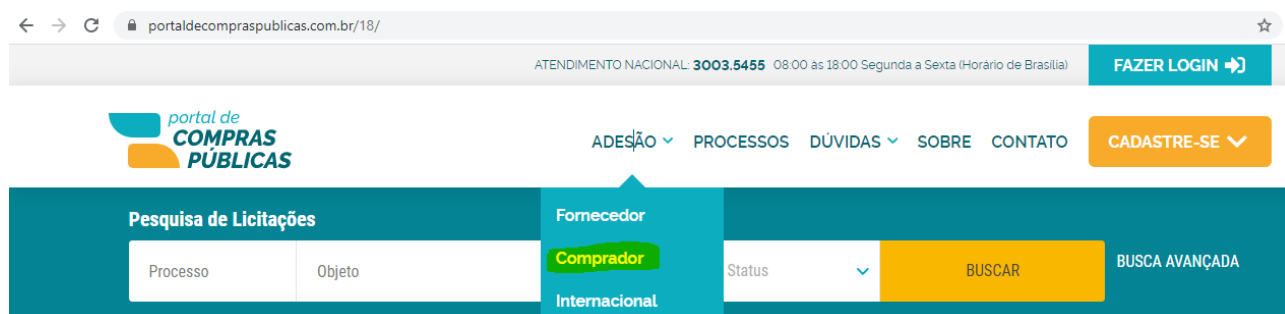 portaldecompraspublicas.com.br/18/
ATENDIMENTO NACIONAL: 3003.5455 08:00 às 18:00 Segunda a Sexta (Horário de Brasília)
FAZER LOGIN
portal de
COMPRAS
PÚBLICAS
ADESÃO PROCESSOS DÚVIDAS SOBRE CONTATO
CADASTRE-SE
Pesquisa de Licitações
Fornecedor
Comprador
Internacional
Processo Objeto Status BUSCAR BUSCA AVANÇADA